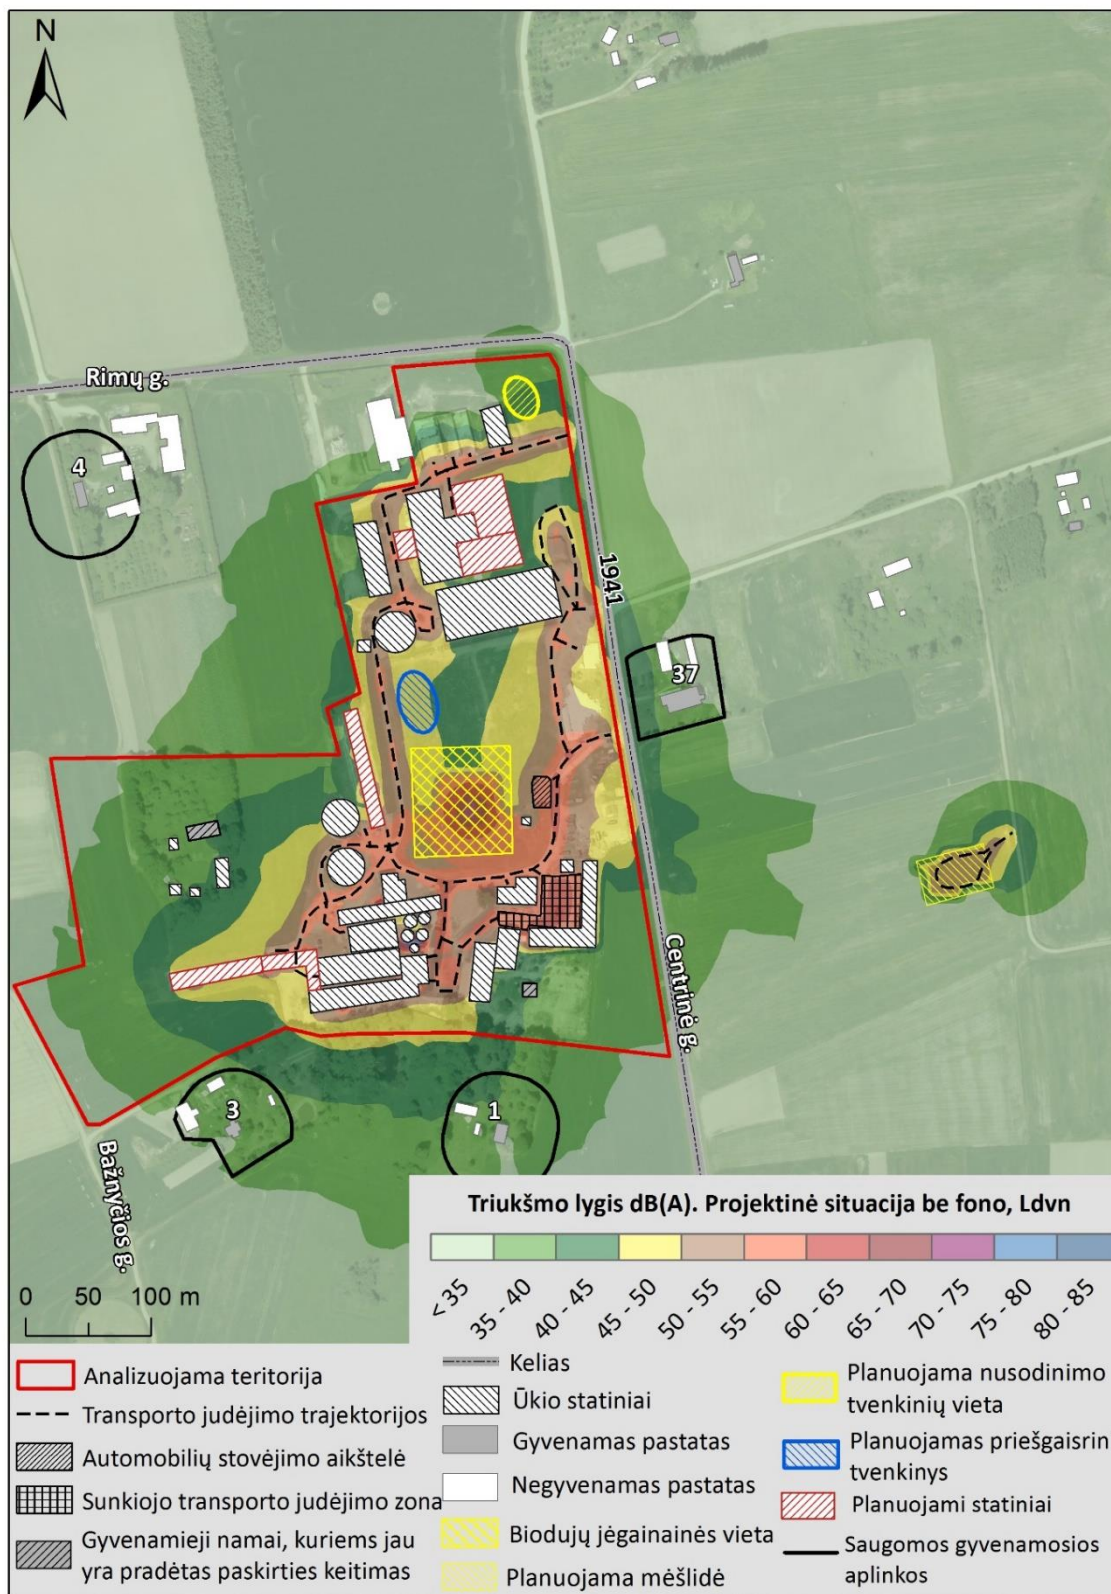 N
Rimų g.
4
1941
37
Centrinė g.
3
1
Bažnyčios g.
Triukšmo lygis dB(A). Projektinė situacija be fono, Ldvn
< 35
35 - 40
40 - 45
45 - 50
50 - 55
55 - 60
60 - 65
65 - 70
70 - 75
75 - 80
80 - 85
0 50 100 m
Analizuojama teritorija
Transporto judėjimo trajektorijos
Automobilių stovėjimo aikštelė
Sunkiojo transporto judėjimo zona
Gyvenamieji namai, kuriems jau
yra pradėtas paskirties keitimas
Kelias
Ūkio statiniai
Gyvenamas pastatas
Negyvenamas pastatas
Biodujų jėgainainės vieta
Planuojama mėšlidė
Planuojama nusodinimo
tvenkinių vieta
Planuojamas priešgaisrin
tvenkinys
Planuojami statiniai
Saugomos gyvenamosios
aplinkos